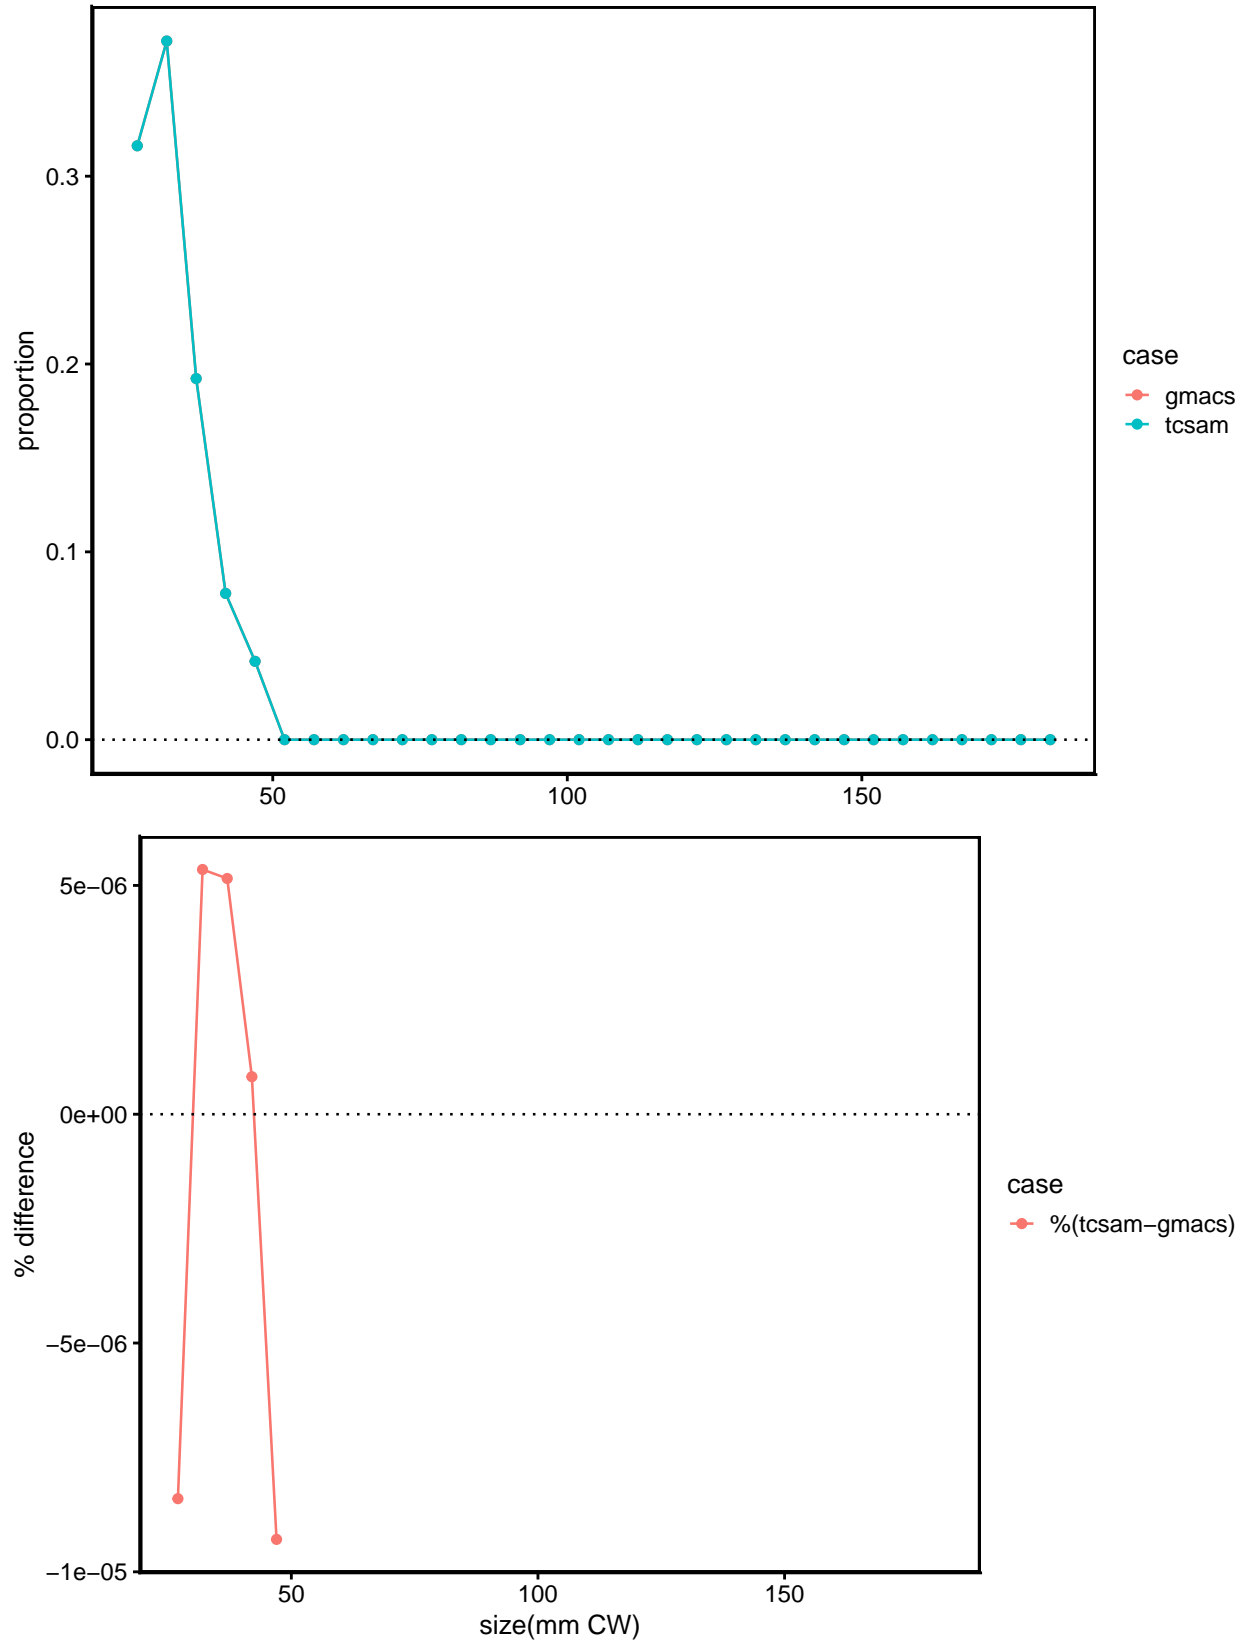 0.3
0.2
0.1
0.0
proportion
50
100
150
case
gmacs
tcsam
5e−06
0e+00
−5e−06
−1e−05
% difference
50
100
150
size(mm CW)
case
%(tcsam−gmacs)